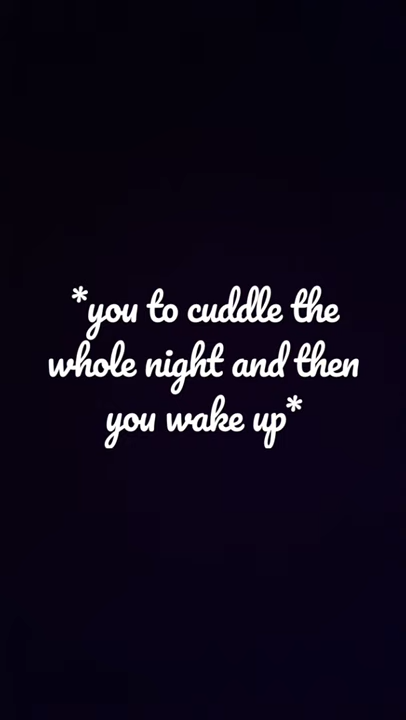 *you to cuddle the
whole night and then
you wake up*